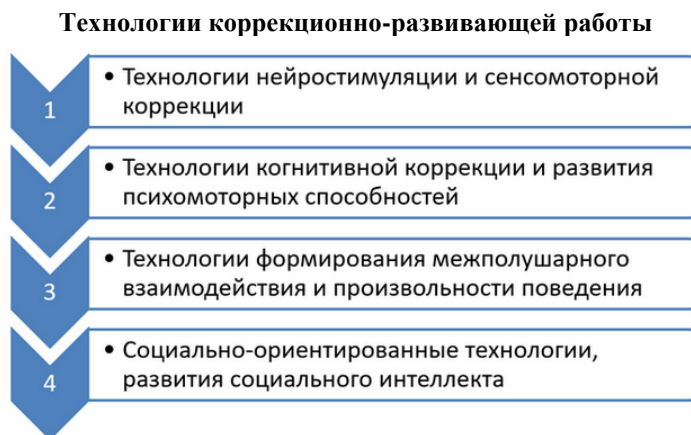 Технологии коррекционно-развивающей работы
1
• Технологии нейростимуляции и сенсомоторной
коррекции
2
• Технологии когнитивной коррекции и развития
психомоторных способностей
3
• Технологии формирования межполушарного
взаимодействия и произвольности поведения
4
• Социально-ориентированные технологии,
развития социального интеллекта